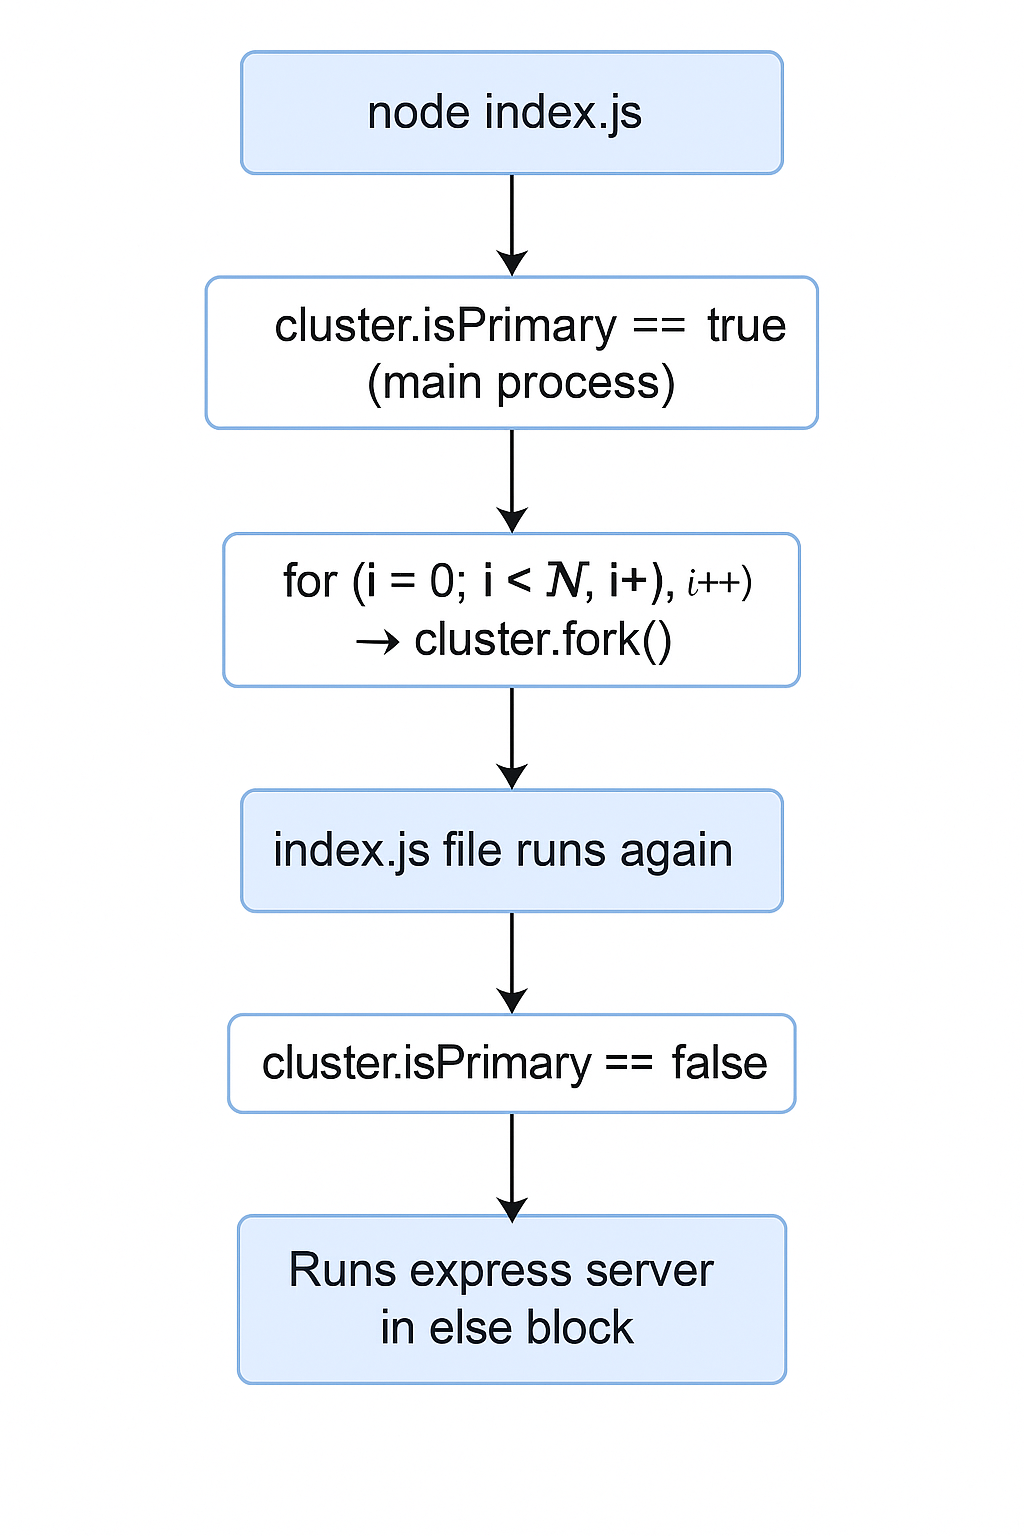 node index.js
cluster.isPrimary == true
(main process)
for (i = 0; i < N, i+), i++)
→ cluster.fork()
index.js file runs again
cluster.isPrimary == false
Runs express server
in else block